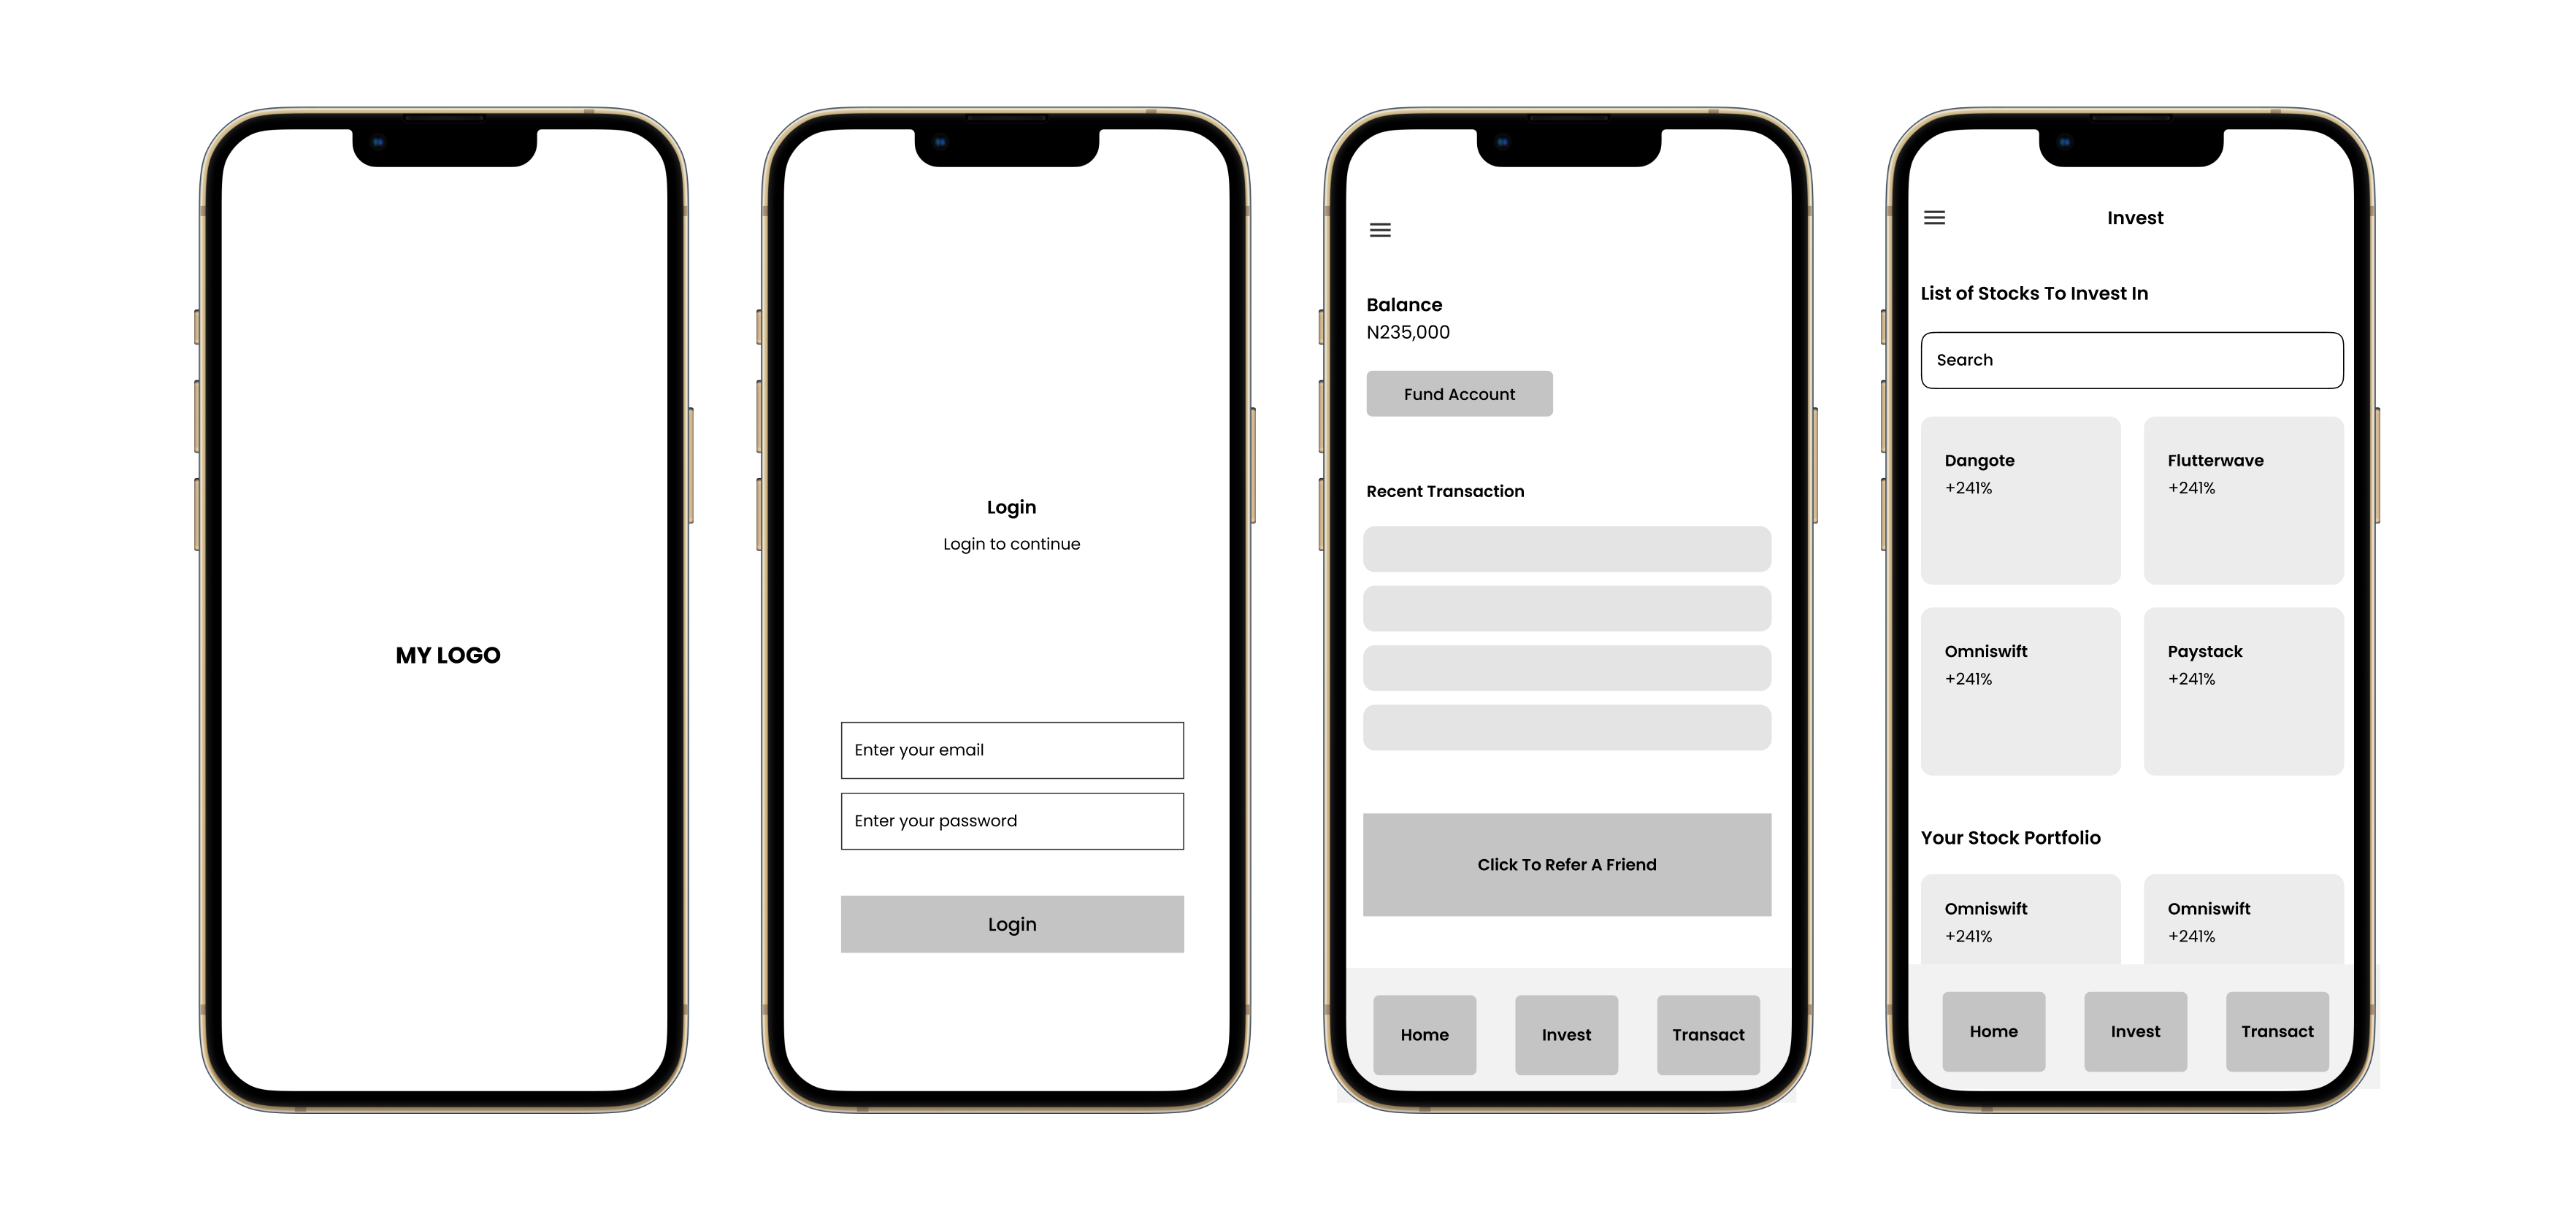 MY LOGO
Login
Login to continue
Enter your email
Enter your password
Login
Balance
N235,000
Fund Account
Recent Transaction
Click To Refer A Friend
Home Invest Transact
Invest
List of Stocks To Invest In
Search
Dangote Flutterwave
+241% +241%
Omniswift Paystack
+241% +241%
Your Stock Portfolio
Omniswift Omniswift
+241% +241%
Home Invest Transact